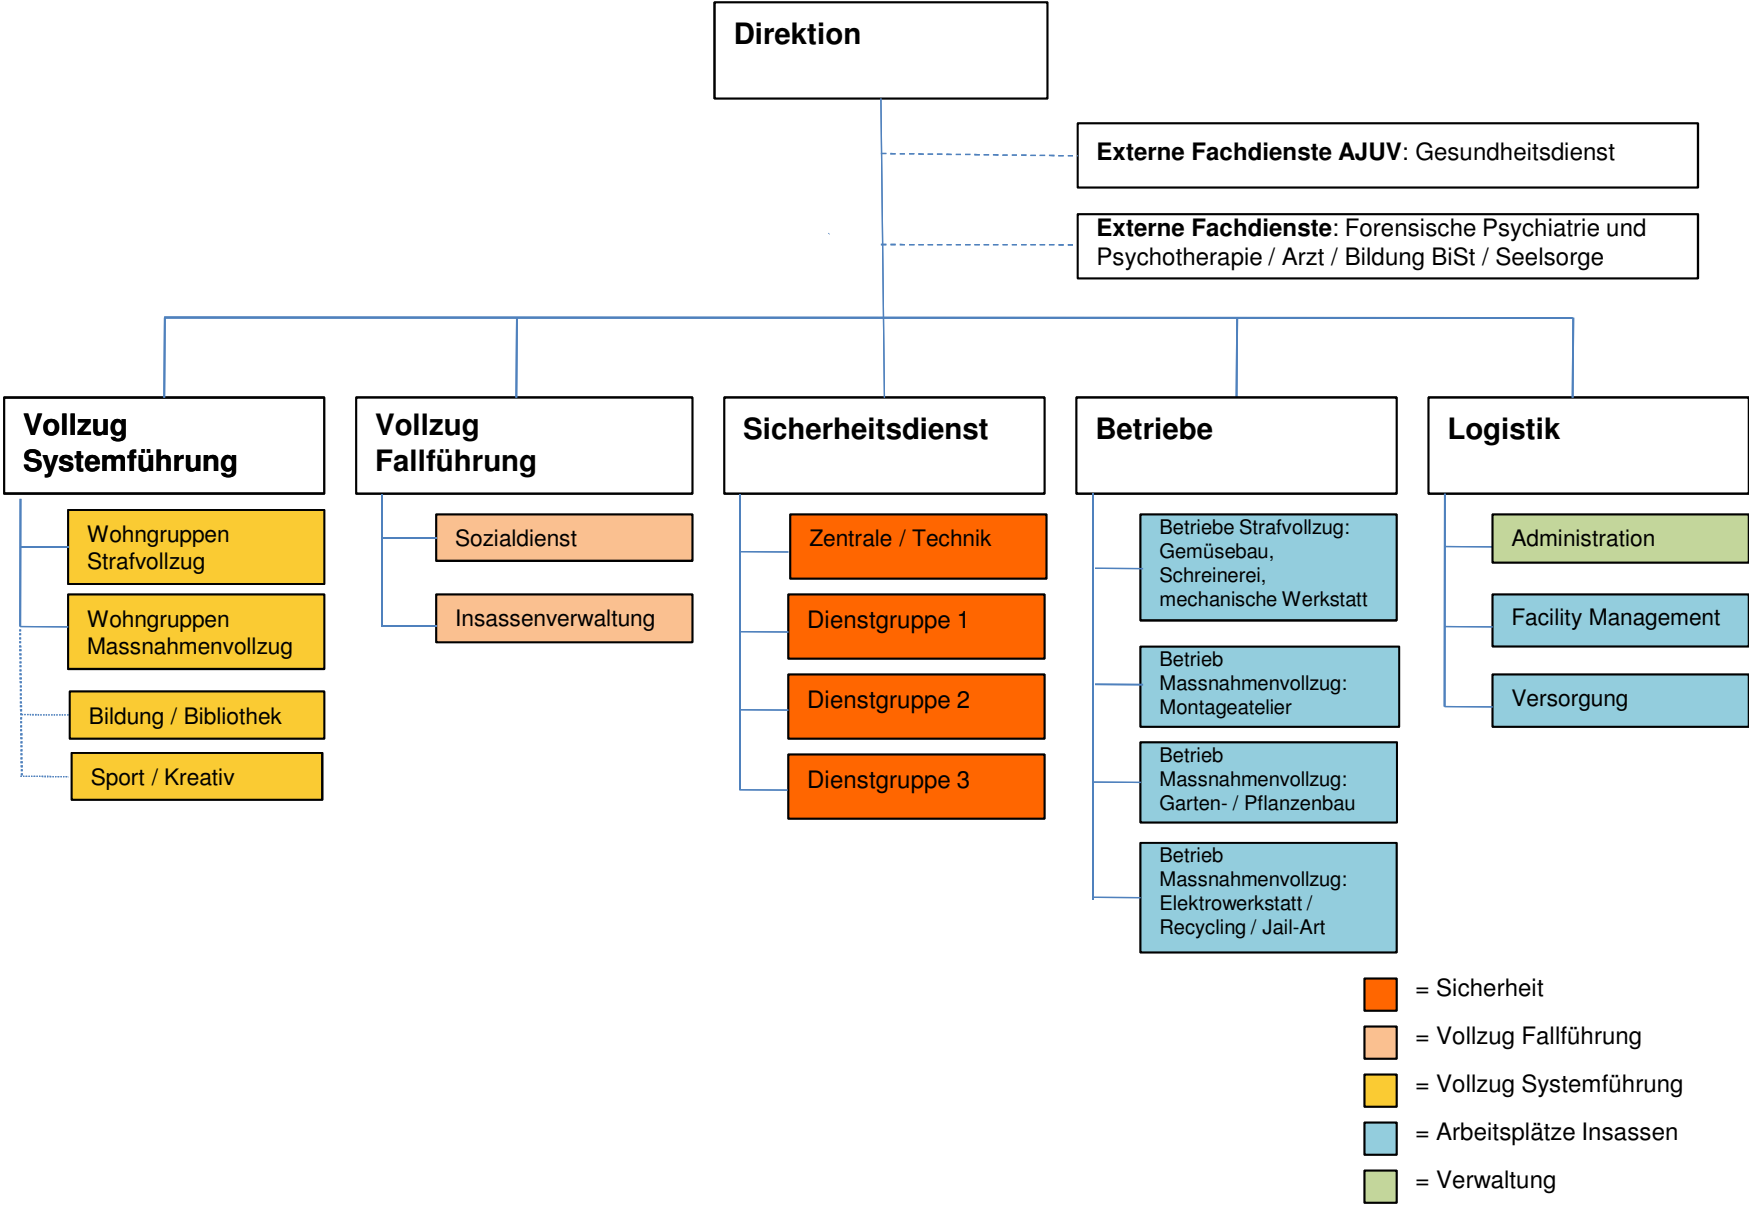 Direktion
Externe Fachdienste AJUV: Gesundheitsdienst
Externe Fachdienste: Forensische Psychiatrie und
Psychotherapie / Arzt / Bildung BiSt / Seelsorge
Vollzug
Systemführung
Wohngruppen
Strafvollzug
Wohngruppen
Massnahmenvollzug
Bildung / Bibliothek
Sport / Kreativ
Vollzug
Fallführung
Sozialdienst
Insassenverwaltung
Sicherheitsdienst
Zentrale / Technik
Dienstgruppe 1
Dienstgruppe 2
Dienstgruppe 3
Betriebe
Betriebe Strafvollzug:
Gemüsebau,
Schreinerei,
mechanische Werkstatt
Betrieb
Massnahmenvollzug:
Montageatelier
Betrieb
Massnahmenvollzug:
Garten- / Pflanzenbau
Betrieb
Massnahmenvollzug:
Elektrowerkstatt /
Recycling / Jail-Art
Logistik
Administration
Facility Management
Versorgung
= Sicherheit
= Vollzug Fallführung
= Vollzug Systemführung
= Arbeitsplätze Insassen
= Verwaltung